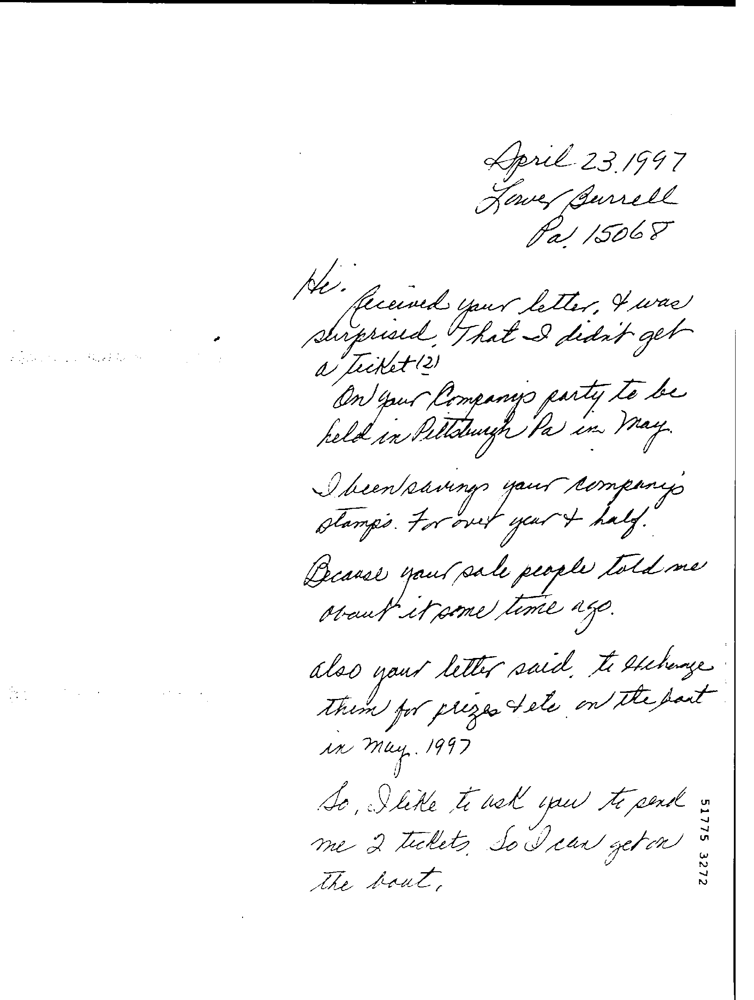 April 23. 1997
Lower Burrell
Pa. 15068
Hi.
Received your letter, & was
surprised, That I didn't get
a ticket (2)
On your Company's party to be
held in Pittsburgh Pa in May.
I been savings your company's
stamp's. For over year & half.
Because your sale people told me
about it some time ago.
also your letter said, to exchange
them for prizes & etc on the boat
in May. 1997
So, I like to ask you to send
me 2 tickets. So I can get on
the boat,
51775 3272